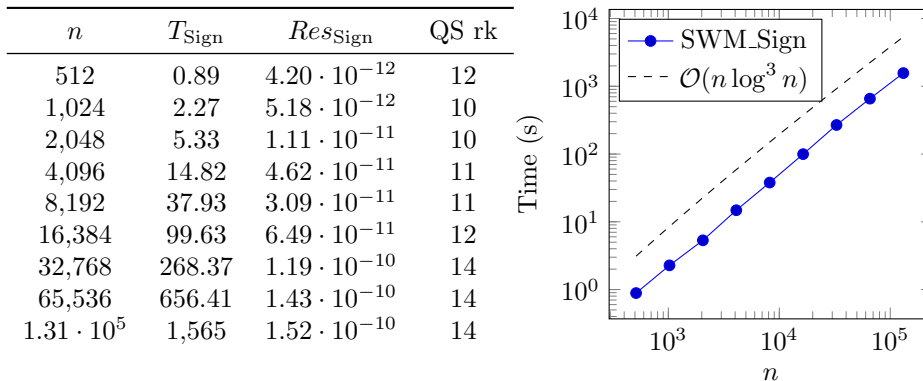 n T_Sign Res_Sign QS rk
512 0.89 4.20 · 10^−12 12
1,024 2.27 5.18 · 10^−12 10
2,048 5.33 1.11 · 10^−11 10
4,096 14.82 4.62 · 10^−11 11
8,192 37.93 3.09 · 10^−11 11
16,384 99.63 6.49 · 10^−11 12
32,768 268.37 1.19 · 10^−10 14
65,536 656.41 1.43 · 10^−10 14
1.31 · 10^5 1,565 1.52 · 10^−10 14
SWM_Sign
O(n log^3 n)
Time (s)
10^4
10^3
10^2
10^1
10^0
10^3 10^4 10^5
n